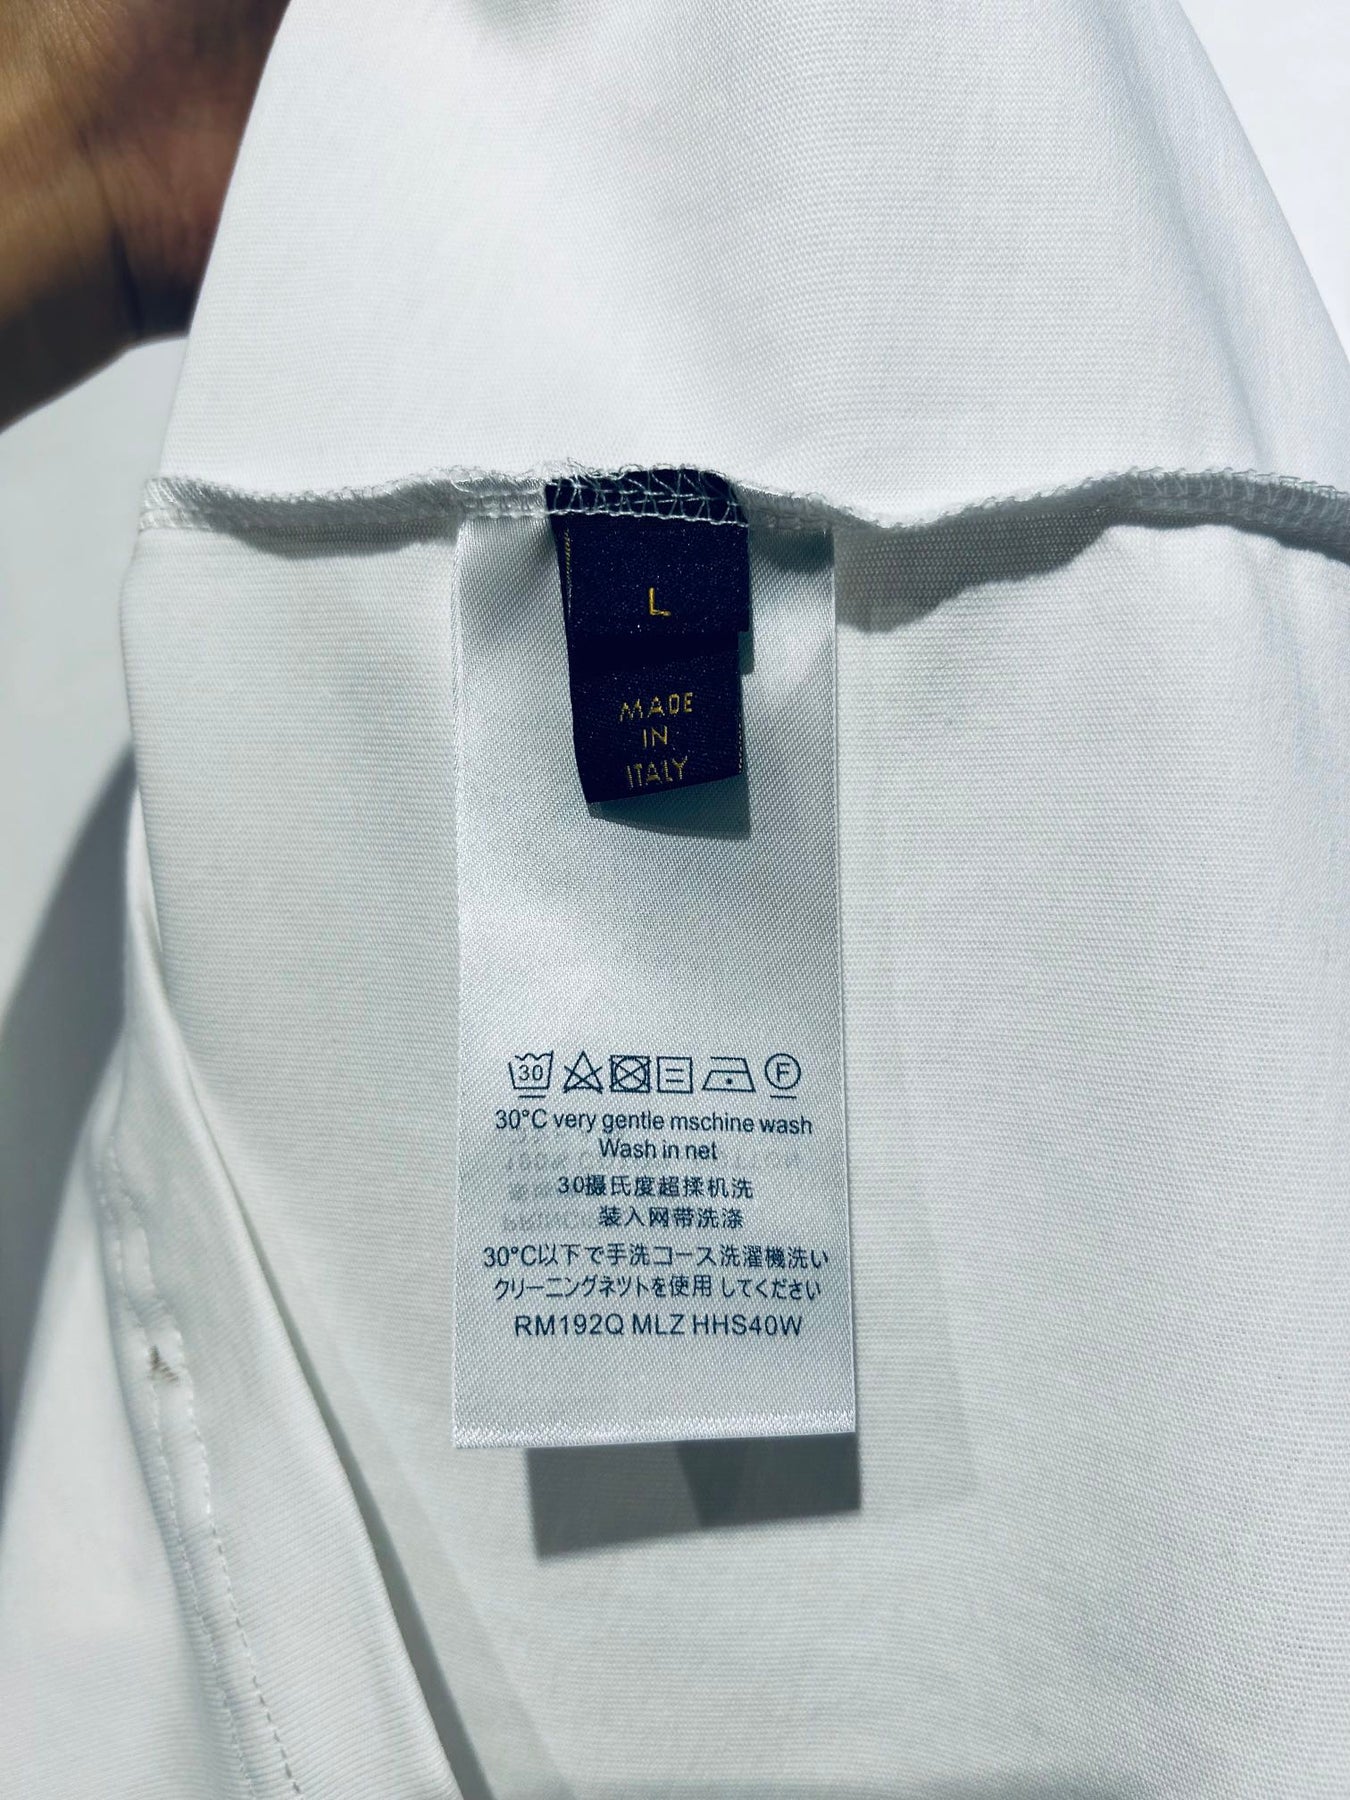 L
MADE
IN
ITALY
30 F
30°C very gentle mschine wash
Wash in net
30摄氏度超揉机洗
装入网带洗涤
30°C以下で手洗コース洗濯機洗い
クリーニングネツトを使用 してください
RM192Q MLZ HHS40W